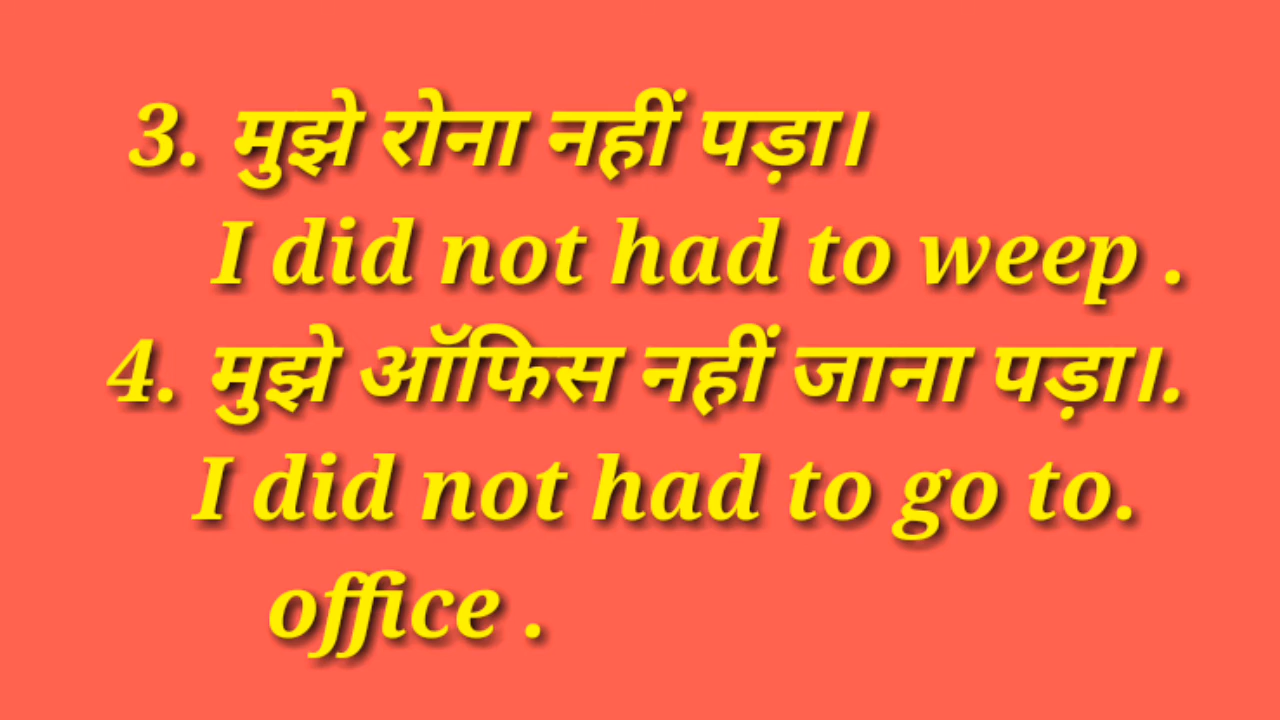 3. मुझे रोना नहीं पड़ा।
I did not had to weep .
4. मुझे ऑफिस नहीं जाना पड़ा।.
I did not had to go to.
office .